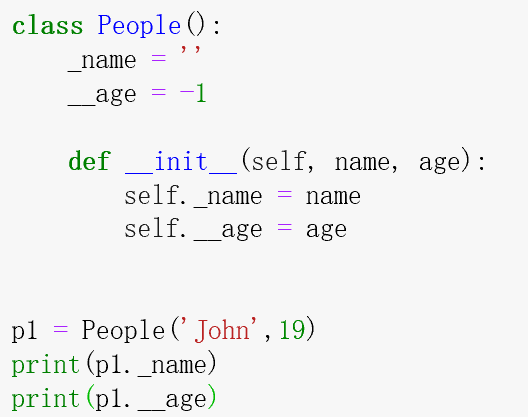 class People():
    _name = ''
    __age = -1
    def __init__(self, name, age):
        self._name = name
        self.__age = age
p1 = People('John',19)
print(p1._name)
print(p1.__age)